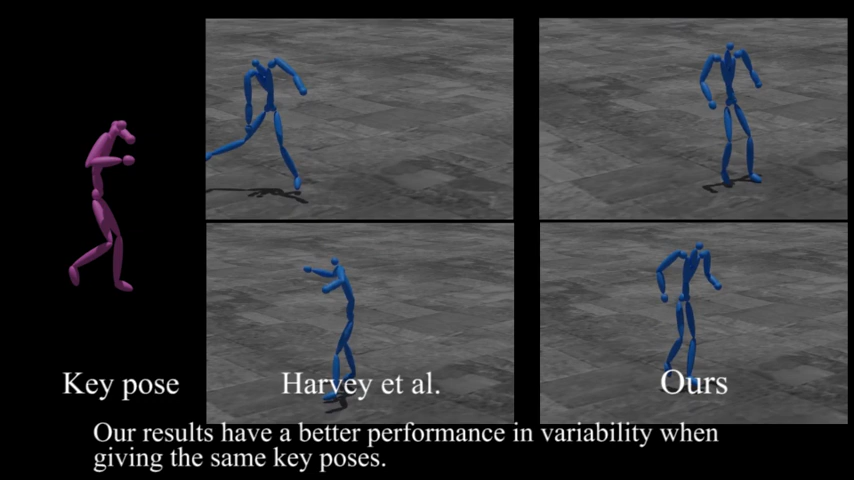 Key pose
Harvey et al.
Ours
Our results have a better performance in variability when
giving the same key poses.